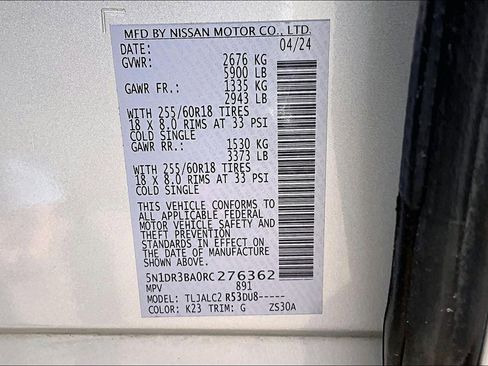 MFD BY NISSAN MOTOR CO., LTD.
DATE: 04/24
GVWR: 2676 KG
5900 LB
GAWR FR.: 1335 KG
2943 LB
WITH 255/60R18 TIRES
18 X 8.0 RIMS AT 33 PSI
COLD SINGLE
GAWR RR.: 1530 KG
3373 LB
WITH 255/60R18 TIRES
18 X 8.0 RIMS AT 33 PSI
COLD SINGLE
THIS VEHICLE CONFORMS TO
ALL APPLICABLE FEDERAL
MOTOR VEHICLE SAFETY AND
THEFT PREVENTION
STANDARDS IN EFFECT ON
THE DATE OF MANUFACTURE
SHOWN ABOVE.
5N1DR3BA0RC276362
MPV 891
MODEL: TLJALC2 R53DU8-----
COLOR: K23 TRIM: G ZS30A